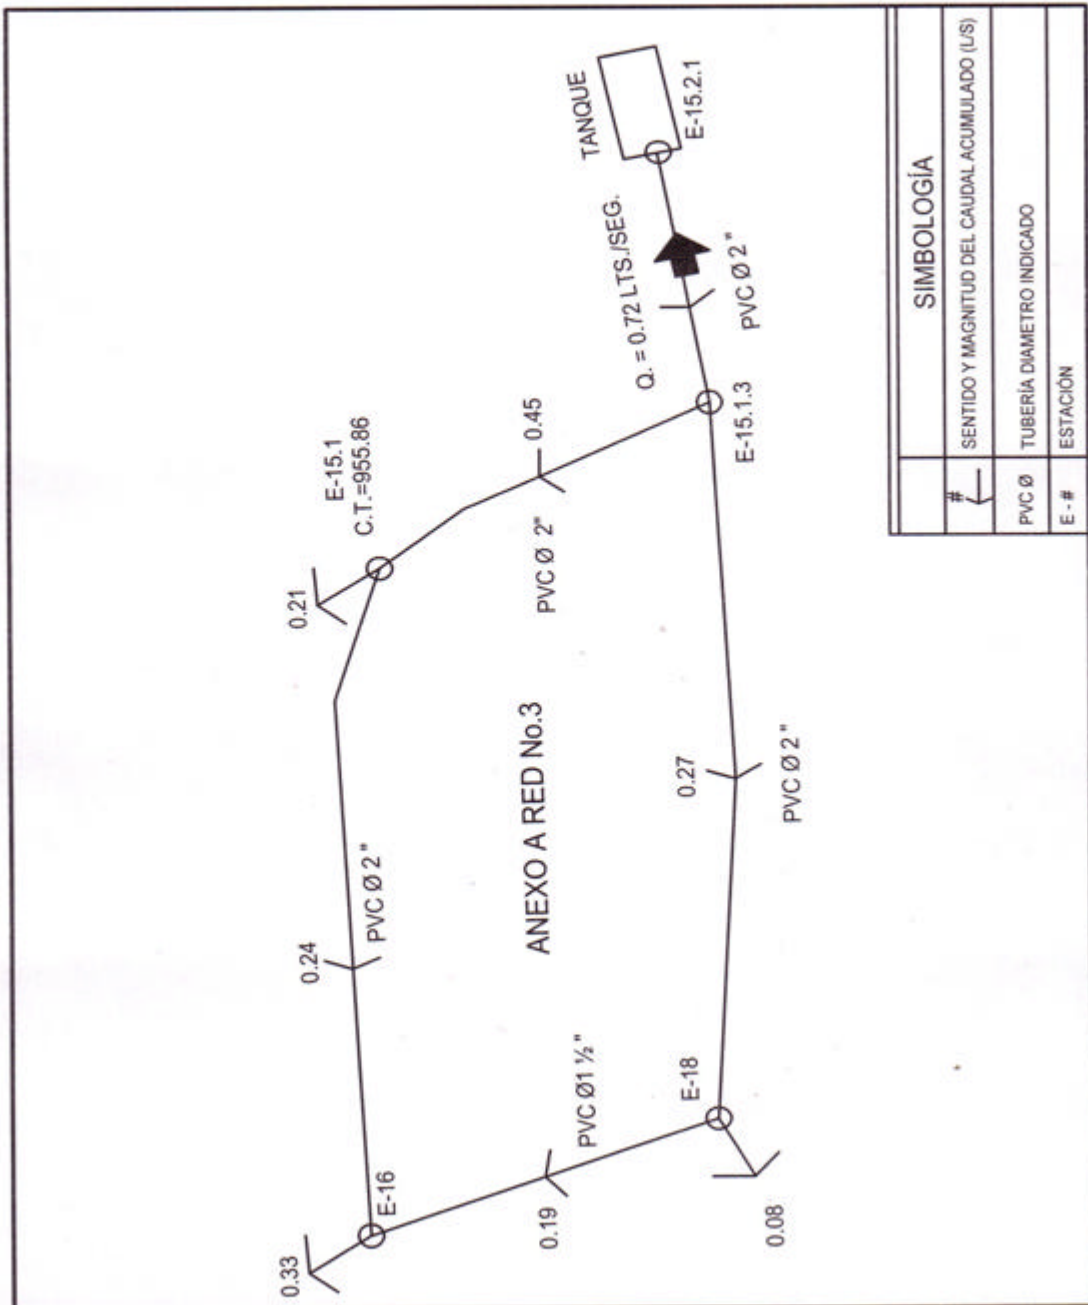 TANQUE
E-15.2.1
Q. = 0.72 LTS./SEG.
PVC Ø 2 "
E-15.1.3
E-15.1
C.T.=955.86
0.45
PVC Ø 2"
0.21
ANEXO A RED No.3
0.24
PVC Ø 2 "
0.27
PVC Ø 2 "
PVC Ø1 ½ "
E-18
E-16
0.33
0.19
0.08
SIMBOLOGÍA
# SENTIDO Y MAGNITUD DEL CAUDAL ACUMULADO (L/S)
PVC Ø TUBERÍA DIAMETRO INDICADO
E - # ESTACIÓN